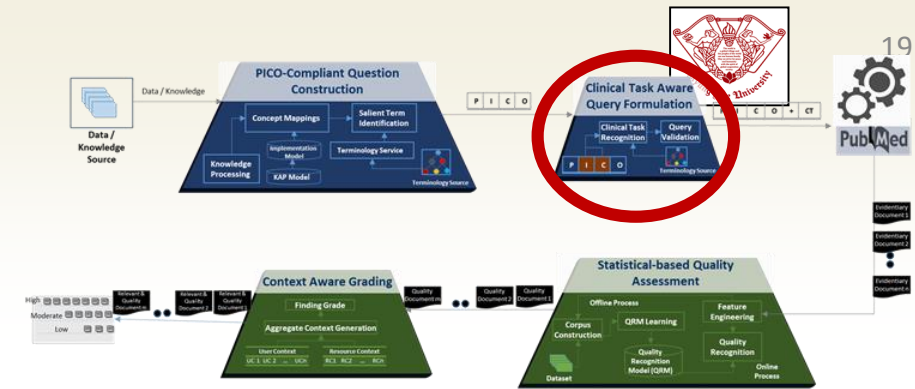 19
PICO-Compliant Question
Construction
Data / Knowledge
Data /
Knowledge
Source
Concept Mappings
Salient Term
Identification
Implementation
Model
Terminology Service
Knowledge
Processing
KAP Model
Terminology Source
P I C O
Clinical Task Aware
Query Formulation
Clinical Task
Recognition
Query
Validation
P I C O
Terminology Source
University
I C O + CT
PubMed
Evidentiary
Document 1
Evidentiary
Document 2
Evidentiary
Document n
Statistical-based Quality
Assessment
Offline Process
Corpus
Construction
QRM Learning
Feature
Engineering
Quality
Recognition
Model (QRM)
Quality
Recognition
Dataset
Online
Process
Quality
Document m
Quality
Document 2
Quality
Document 1
Context Aware Grading
Finding Grade
Aggregate Context Generation
User Context
UC 1 UC 2 ... UCn
Resource Context
RC1 RC2 ... RCn
Relevant &
Quality
Document m
Relevant &
Quality
Document 2
Relevant &
Quality
Document 1
High
Moderate
Low